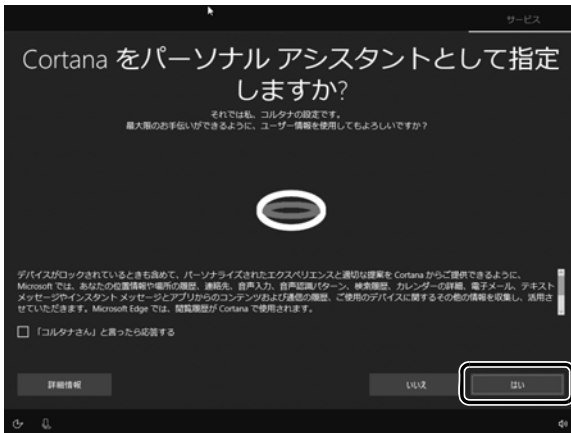 サービス
Cortana をパーソナル アシスタントとして指定
しますか?
それでは私、コルタナの設定です。
最大限のお手伝いができるように、ユーザー情報を使用してもよろしいですか？
デバイスがロックされているときも含めて、パーソナライズされたエクスペリエンスと適切な提案を Cortana からご提供できるように、
Microsoft では、あなたの位置情報や場所の履歴、連絡先、音声入力、音声認識パターン、検索履歴、カレンダーの詳細、電子メール、テキスト
メッセージやインスタント メッセージとアプリからのコンテンツおよび通信の履歴、ご使用のデバイスに関するその他の情報を収集し、活用さ
せていただきます。Microsoft Edge では、閲覧履歴が Cortana で使用されます。
「コルタナさん」と言ったら応答する
詳細情報
いいえ
はい